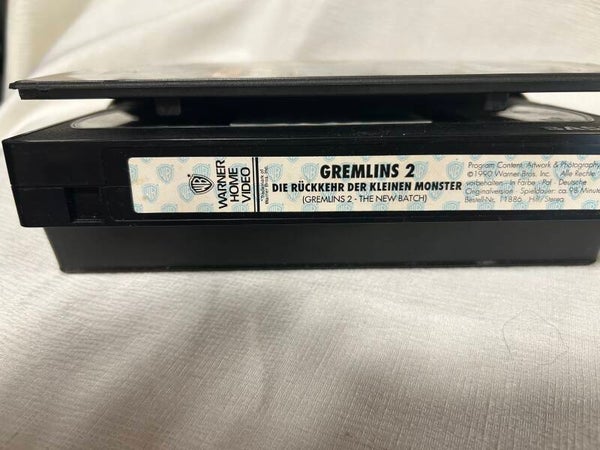 WARNER
HOME
VIDEO
GREMLINS 2
DIE RÜCKKEHR DER KLEINEN MONSTER
(GREMLINS 2 - THE NEW BATCH)
Program Content, Artwork & Photography
©1990 Warner Bros. Inc. Alle Rechte
vorbehalten - In Farbe - Pal - Deutsche
Originalversion Spieldauer: ca. 98 Minuten
Bestell-Nr. 11886 Hifi/Stereo